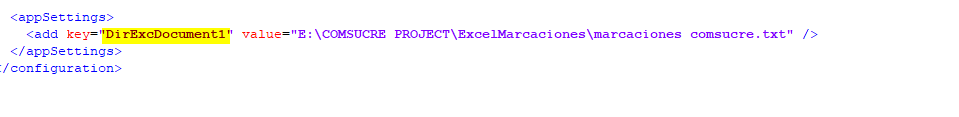 <appSettings>
<add key="DirExcDocument1" value="E:\COMSUCRE PROJECT\ExcelMarcaciones\marcaciones comsucre.txt" />
</appSettings>
/configuration>